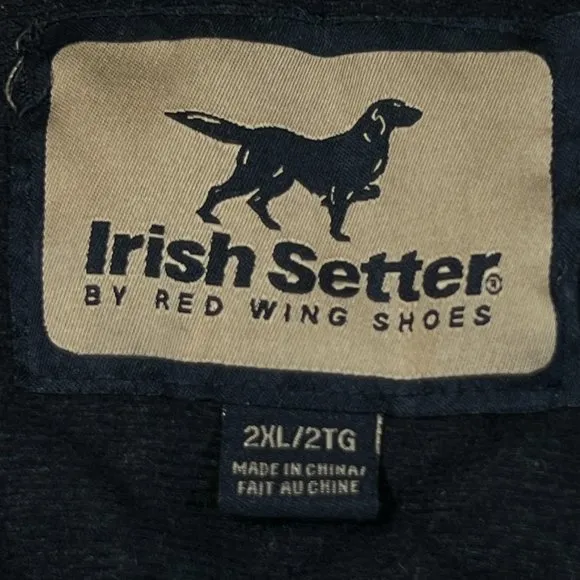 Irish Setter®
BY RED WING SHOES
2XL/2TG
MADE IN CHINA/
FAIT AU CHINE